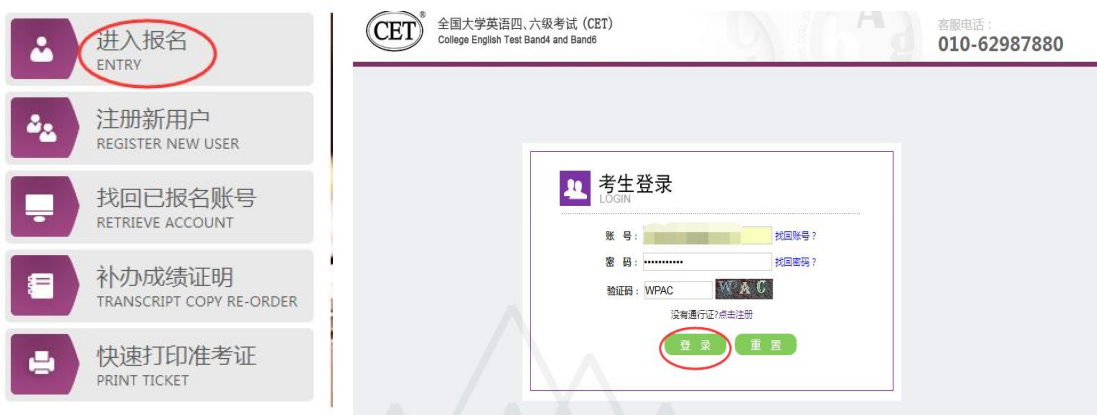 进入报名
ENTRY
注册新用户
REGISTER NEW USER
找回已报名账号
RETRIEVE ACCOUNT
补办成绩证明
TRANSCRIPT COPY RE-ORDER
快速打印准考证
PRINT TICKET
CET®
全国大学英语四、六级考试（CET）
College English Test Band4 and Band6
客服电话：
010-62987880
考生登录
LOGIN
账 号： 找回账号？
密 码： ••••••••••• 找回密码？
验证码： WPAC WPAC
没有通行证?点击注册
登 录 重 置